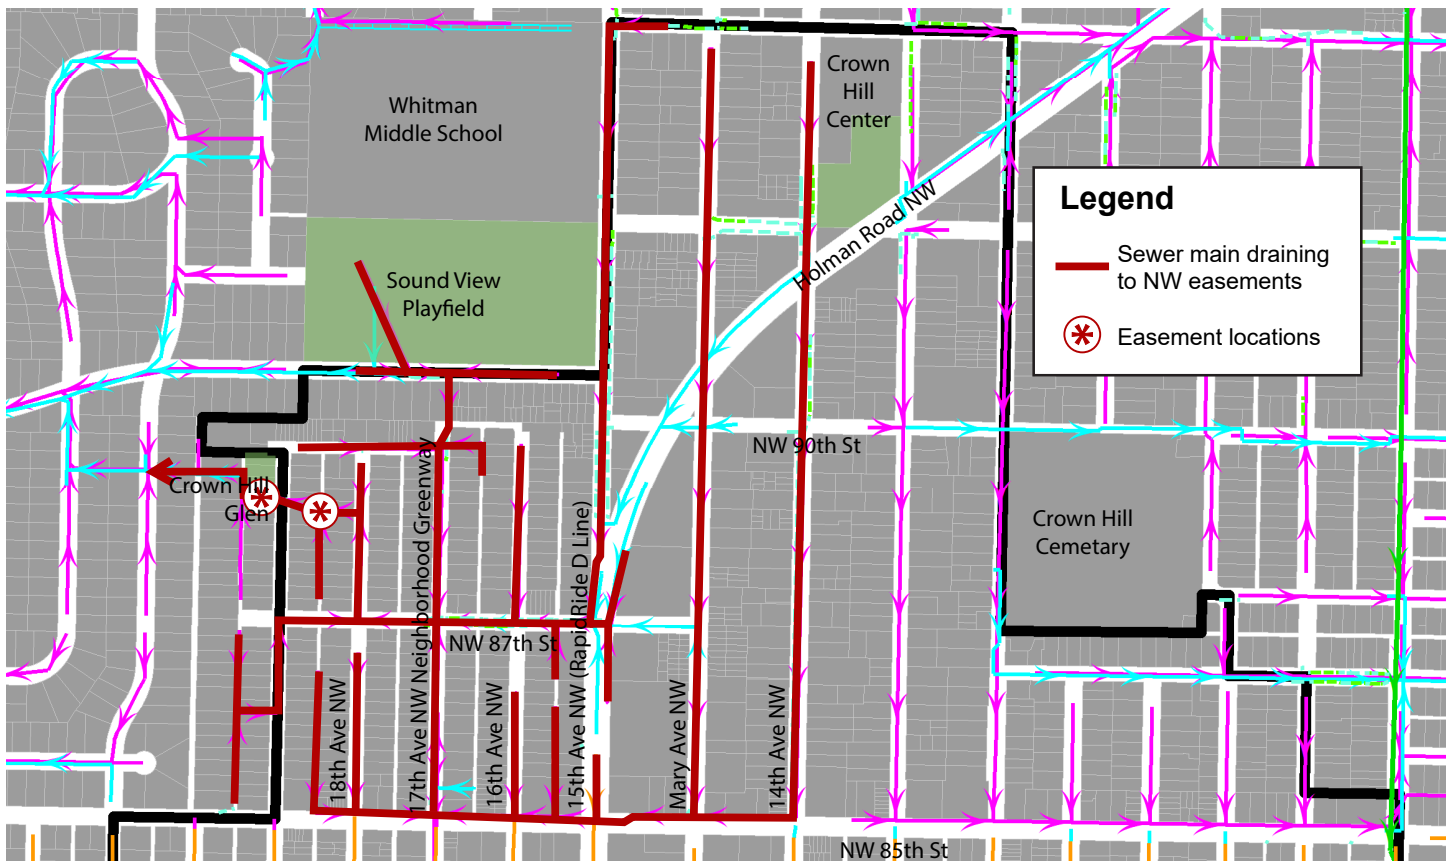 Whitman
Middle School
Crown
Hill
Center
Legend
Sewer main draining
to NW easements
Easement locations
Holman Road NW
Sound View
Playfield
NW 90th St
Crown Hill
Glen
Crown Hill
Cemetary
NW 87th St
18th Ave NW
17th Ave NW Neighborhood Greenway
16th Ave NW
15th Ave NW (RapidRide D Line)
Mary Ave NW
14th Ave NW
NW 85th St